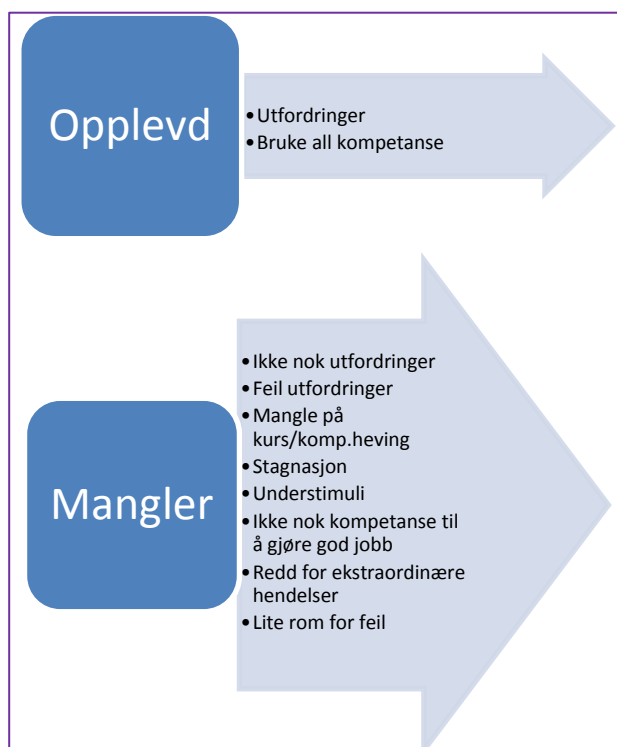 Opplevd
•Utfordringer
•Bruke all kompetanse
Mangler
•Ikke nok utfordringer
•Feil utfordringer
•Mangle på
kurs/komp.heving
•Stagnasjon
•Understimuli
•Ikke nok kompetanse til
å gjøre god jobb
•Redd for ekstraordinære
hendelser
•Lite rom for feil